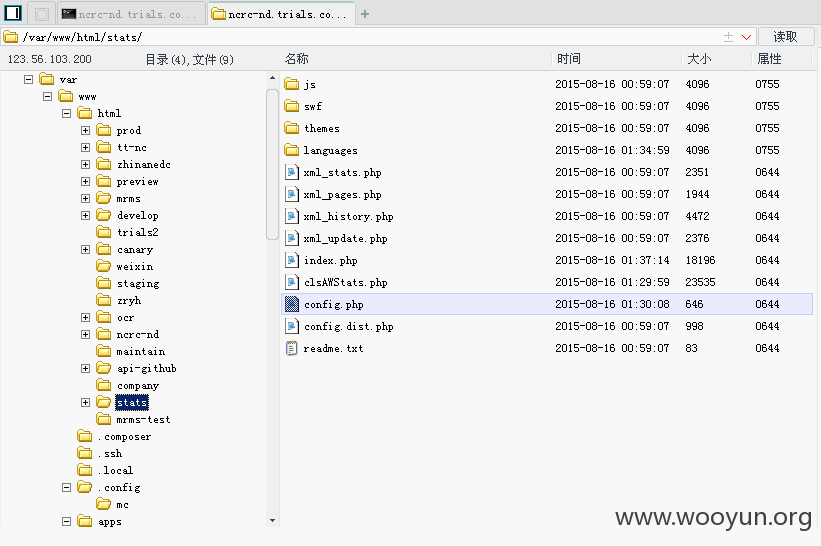 ncrc-nd.trials.co... ncrc-nd.trials.co...
/var/www/html/stats/ 读取
123.56.103.200 目录(4),文件(9) 名称 时间 大小 属性
var
www
html
prod
tt-nc
zhinanedc
preview
mrms
develop
trials2
canary
weixin
staging
zryh
ocr
ncrc-nd
maintain
api-github
company
stats
mrms-test
.composer
.ssh
.local
.config
mc
apps
js 2015-08-16 00:59:07 4096 0755
swf 2015-08-16 00:59:07 4096 0755
themes 2015-08-16 00:59:07 4096 0755
languages 2015-08-16 01:34:59 4096 0755
xml_stats.php 2015-08-16 00:59:07 2351 0644
xml_pages.php 2015-08-16 00:59:07 1944 0644
xml_history.php 2015-08-16 00:59:07 4472 0644
xml_update.php 2015-08-16 00:59:07 2376 0644
index.php 2015-08-16 01:37:14 18196 0644
clsAWStats.php 2015-08-16 01:29:59 23535 0644
config.php 2015-08-16 01:30:08 646 0644
config.dist.php 2015-08-16 00:59:07 998 0644
readme.txt 2015-08-16 00:59:07 83 0644
www.wooyun.org